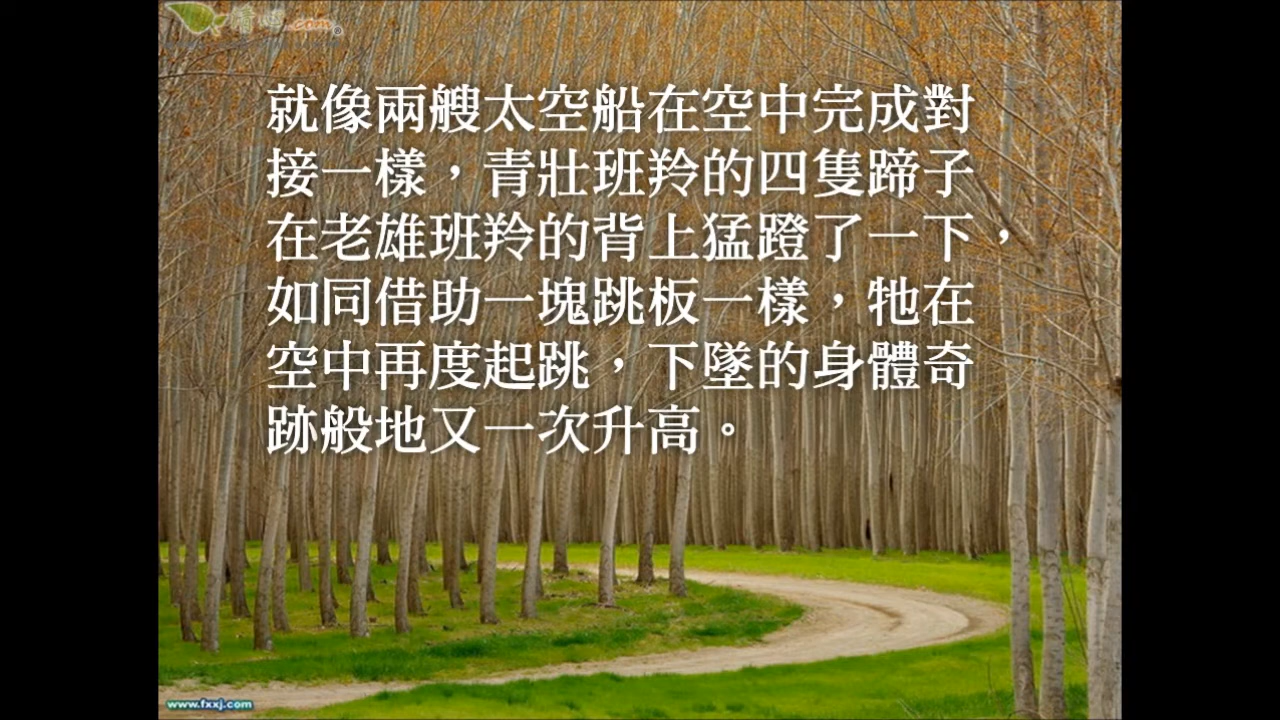 就像兩艘太空船在空中完成對
接一樣，青壯班羚的四隻蹄子
在老雄班羚的背上猛蹬了一下，
如同借助一塊跳板一樣，牠在
空中再度起跳，下墜的身體奇
跡般地又一次升高。
www.fxxj.com